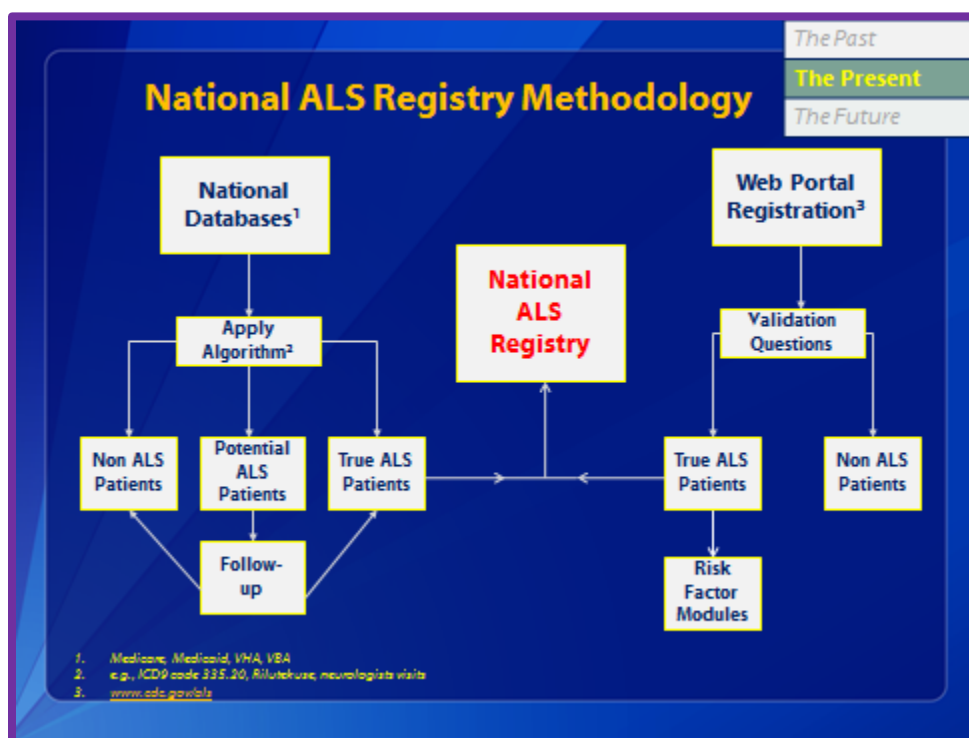 The Past
The Present
The Future
National ALS Registry Methodology
National
Databases¹
Web Portal
Registration³
National
ALS
Registry
Apply
Algorithm²
Validation
Questions
Non ALS
Patients
Potential
ALS
Patients
True ALS
Patients
True ALS
Patients
Non ALS
Patients
Follow-
up
Risk
Factor
Modules
1. Medicare, Medicaid, VHA, VBA
2. e.g., ICD9 code 335.20, Rilutek use, neurologists visits
3. www.cdc.gov/als